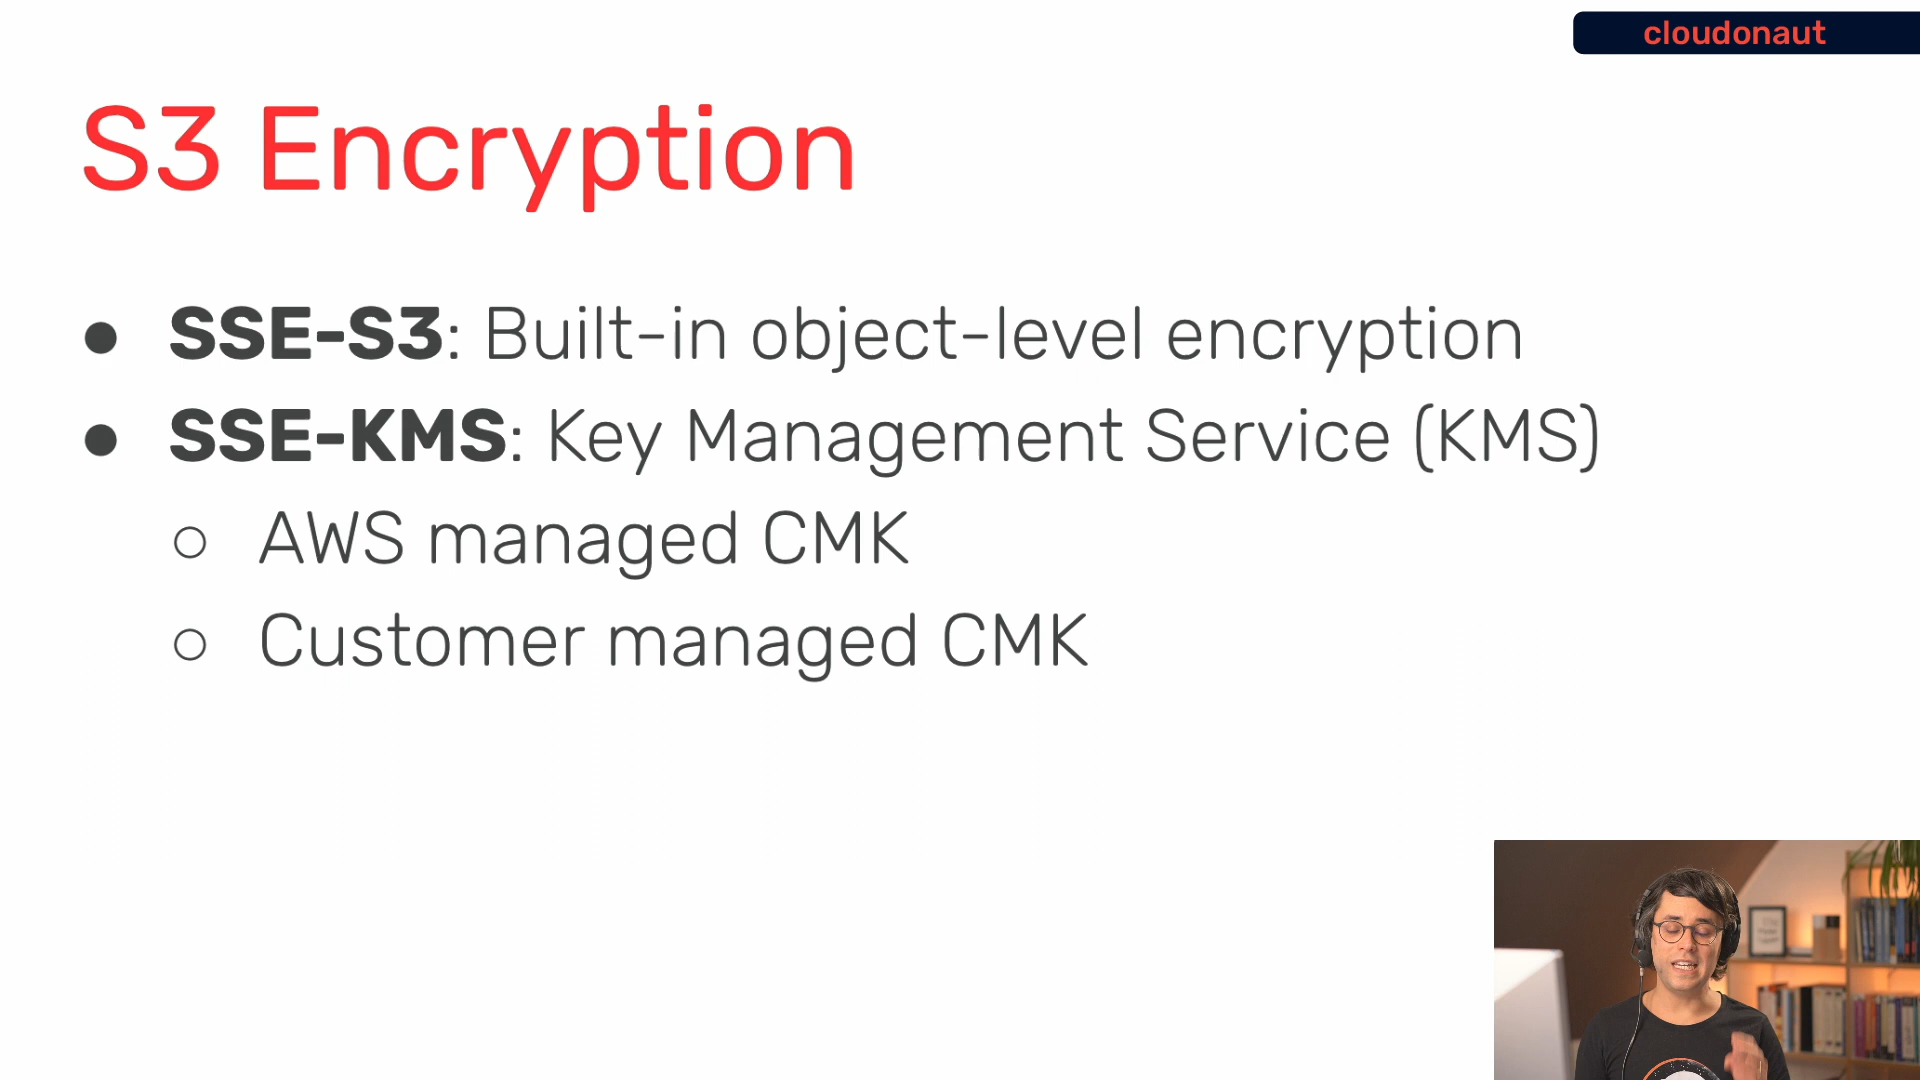 cloudonaut
S3 Encryption
● SSE-S3: Built-in object-level encryption
● SSE-KMS: Key Management Service (KMS)
○ AWS managed CMK
○ Customer managed CMK